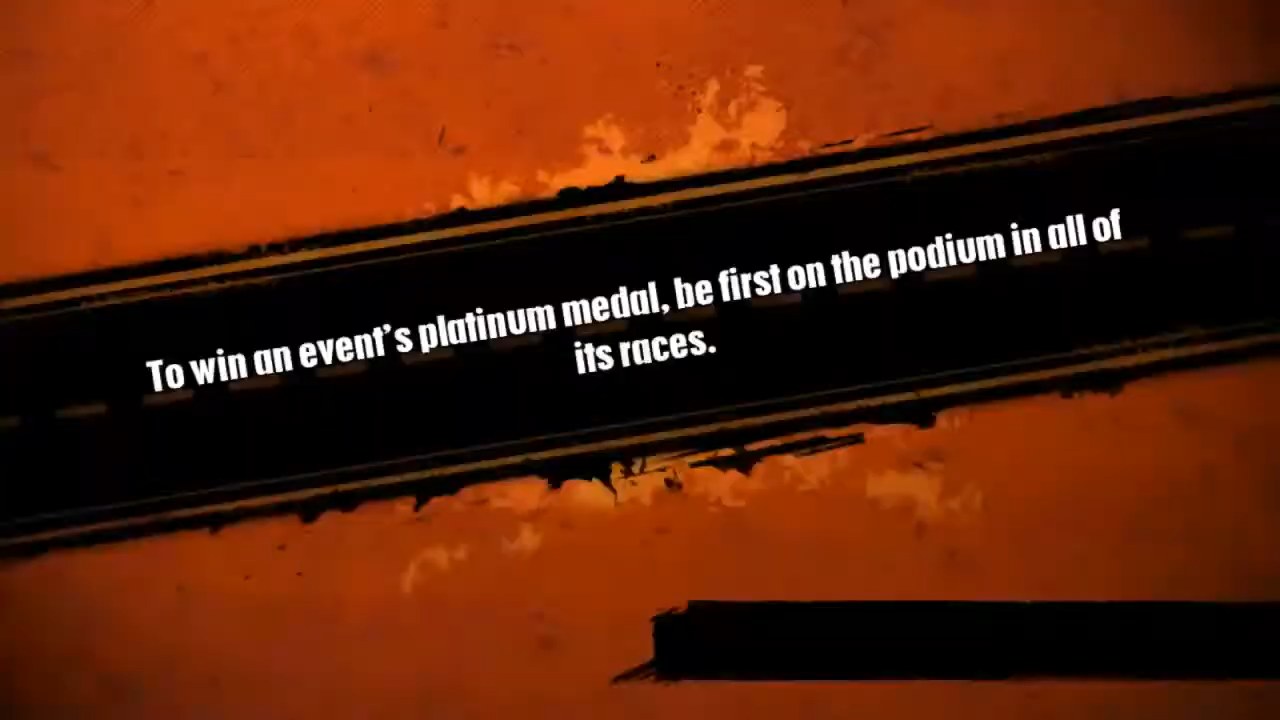 To win an event's platinum medal, be first on the podium in all of
its races.